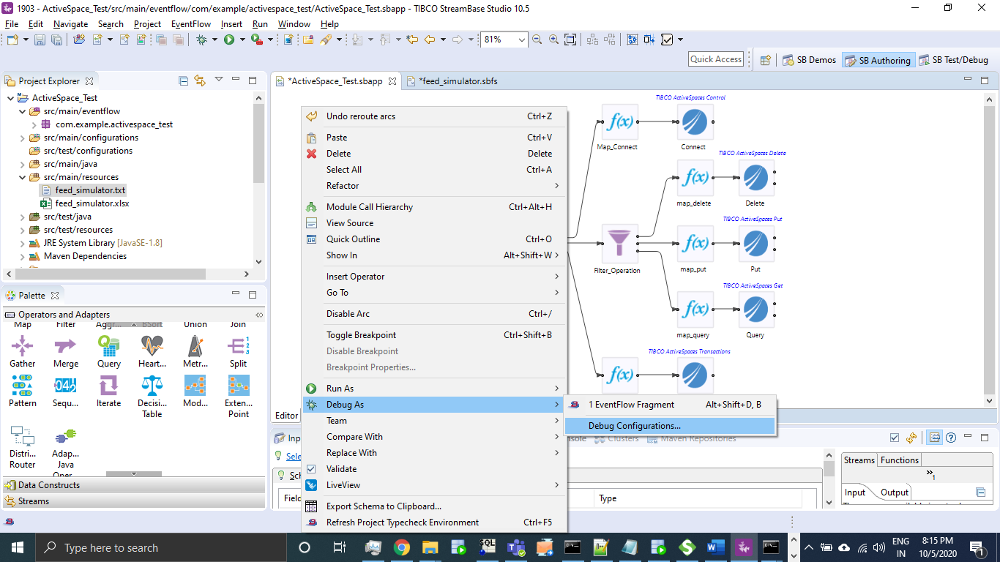 1903 - ActiveSpace_Test/src/main/eventflow/com/example/activespace_test/ActiveSpace_Test.sbapp - TIBCO StreamBase Studio 10.5
File Edit Navigate Search Project EventFlow Insert Run Window Help
81%
Quick Access
SB Demos
SB Authoring
SB Test/Debug
Project Explorer
ActiveSpace_Test
src/main/eventflow
com.example.activespace_test
src/main/configurations
src/test/configurations
src/main/java
src/main/resources
feed_simulator.txt
feed_simulator.xlsx
src/test/java
src/test/resources
JRE System Library [JavaSE-1.8]
Maven Dependencies
Palette
Operators and Adapters
Map Filter Aggr... BSort Union Join
Gather Merge Query Heart... Metr... Split
Pattern Sequ... Iterate Decisi... Mod... Exten...
Table Point
Distri... Adap...
Router Java
Oper...
Data Constructs
Streams
*ActiveSpace_Test.sbapp
*feed_simulator.sbfs
Undo reroute arcs Ctrl+Z
Paste Ctrl+V
Delete Delete
Select All Ctrl+A
Refactor
Module Call Hierarchy Ctrl+Alt+H
View Source
Quick Outline Ctrl+O
Show In Alt+Shift+W
Insert Operator
Go To
Disable Arc Ctrl+/
Toggle Breakpoint Ctrl+Shift+B
Disable Breakpoint
Breakpoint Properties...
Run As
Debug As
Team
Compare With
Replace With
Validate
LiveView
Export Schema to Clipboard...
Refresh Project Typecheck Environment Ctrl+F5
1 EventFlow Fragment Alt+Shift+D, B
Debug Configurations...
TIBCO ActiveSpaces Control
f(x)
Map_Connect
Connect
TIBCO ActiveSpaces Delete
f(x)
map_delete
Delete
TIBCO ActiveSpaces Put
Filter_Operation
f(x)
map_put
Put
TIBCO ActiveSpaces Get
f(x)
map_query
Query
TIBCO ActiveSpaces Transactions
f(x)
Editor
Inp
nsole
Clusters
Maven Repositories
Sele
Sch
Field
Type
Streams
Functions
1
Input
Output
Type here to search
ENG
IN
8:15 PM
10/5/2020
1